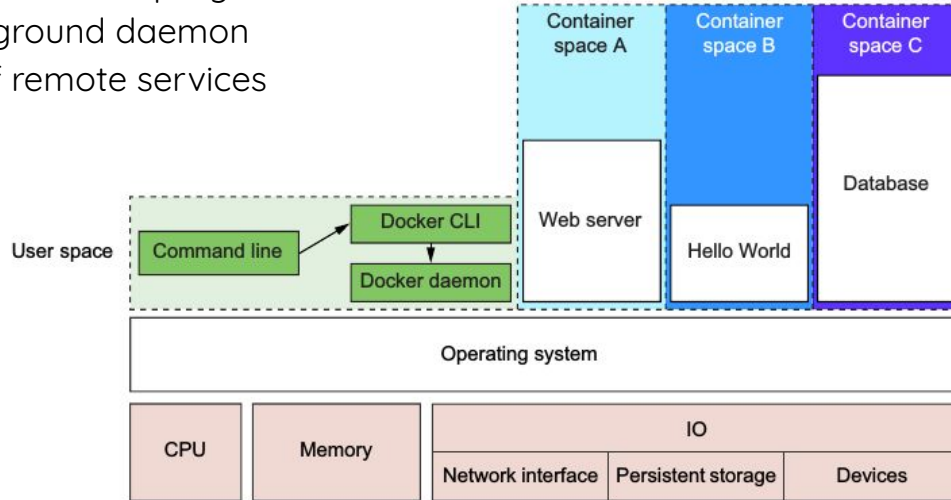 ground daemon
remote services
Container
space A
Container
space B
Container
space C
Database
Docker CLI
Web server
User space
Command line
Hello World
Docker daemon
Operating system
CPU
Memory
IO
Network interface
Persistent storage
Devices